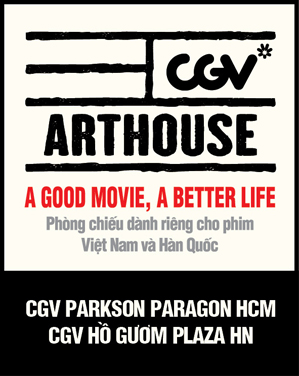 CGV*
ARTHOUSE
A GOOD MOVIE, A BETTER LIFE
Phòng chiếu dành riêng cho phim
Việt Nam và Hàn Quốc
CGV PARKSON PARAGON HCM
CGV HỒ GƯƠM PLAZA HN